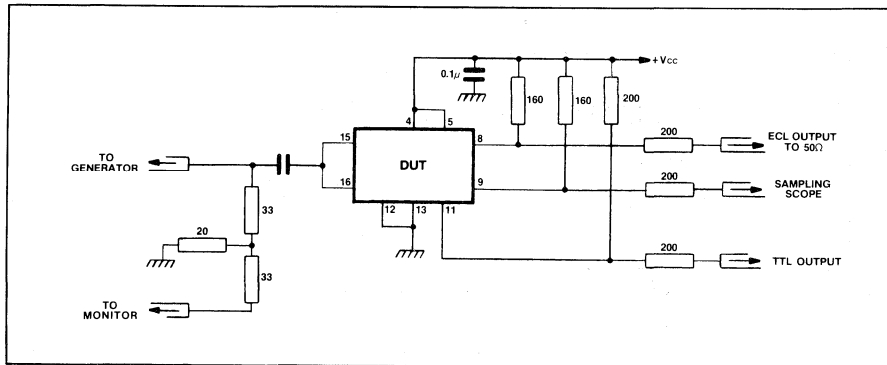 +VCC
0.1μ
160
160
200
4
5
15
8
200
ECL OUTPUT
TO 50Ω
TO
GENERATOR
DUT
16
9
200
SAMPLING
SCOPE
12
13
11
33
20
200
TTL OUTPUT
33
TO
MONITOR